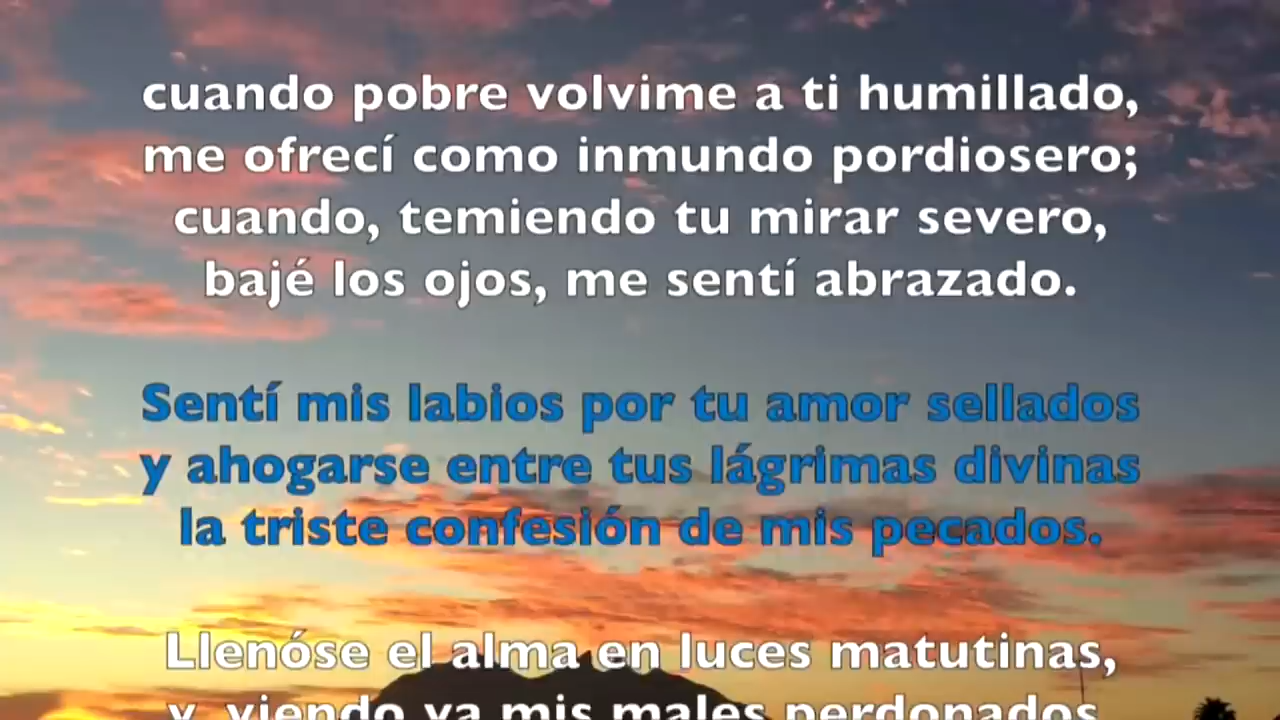 cuando pobre volvime a ti humillado,
me ofrecí como inmundo pordiosero;
cuando, temiendo tu mirar severo,
bajé los ojos, me sentí abrazado.
Sentí mis labios por tu amor sellados
y ahogarse entre tus lágrimas divinas
la triste confesión de mis pecados.
Llenóse el alma en luces matutinas,
y, viendo ya mis males perdonados,